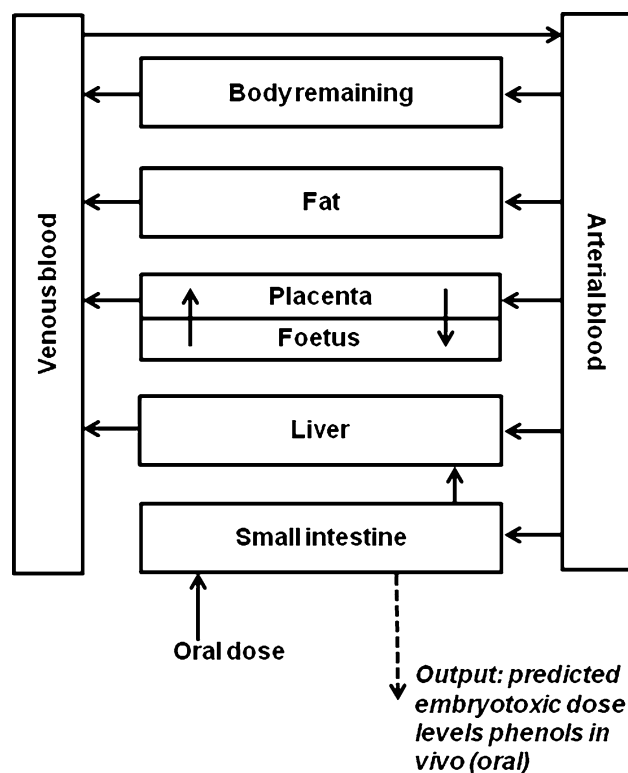 Venous blood
Body remaining
Fat
Placenta
Foetus
Liver
Small intestine
Arterial blood
Oral dose
Output: predicted
embryotoxic dose
levels phenols in
vivo (oral)